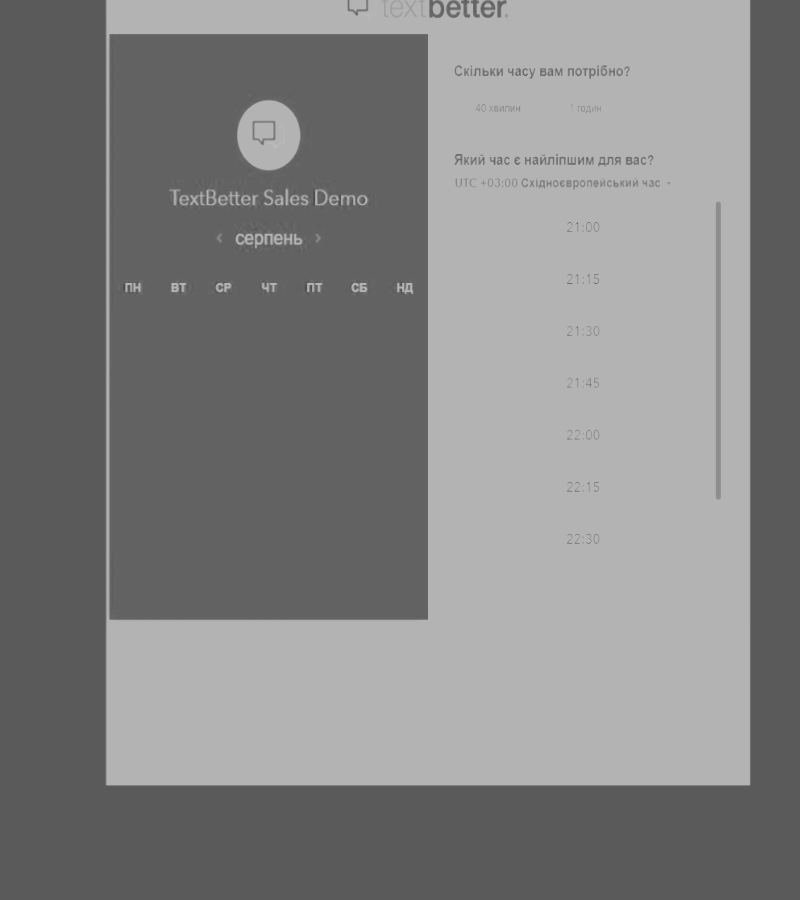 textbetter.
TextBetter Sales Demo
‹ серпень ›
ПН ВТ СР ЧТ ПТ СБ НД
Скільки часу вам потрібно?
40 хвилин 1 годин
Який час є найліпшим для вас?
UTC +03:00 Східноєвропейський час
21:00
21:15
21:30
21:45
22:00
22:15
22:30